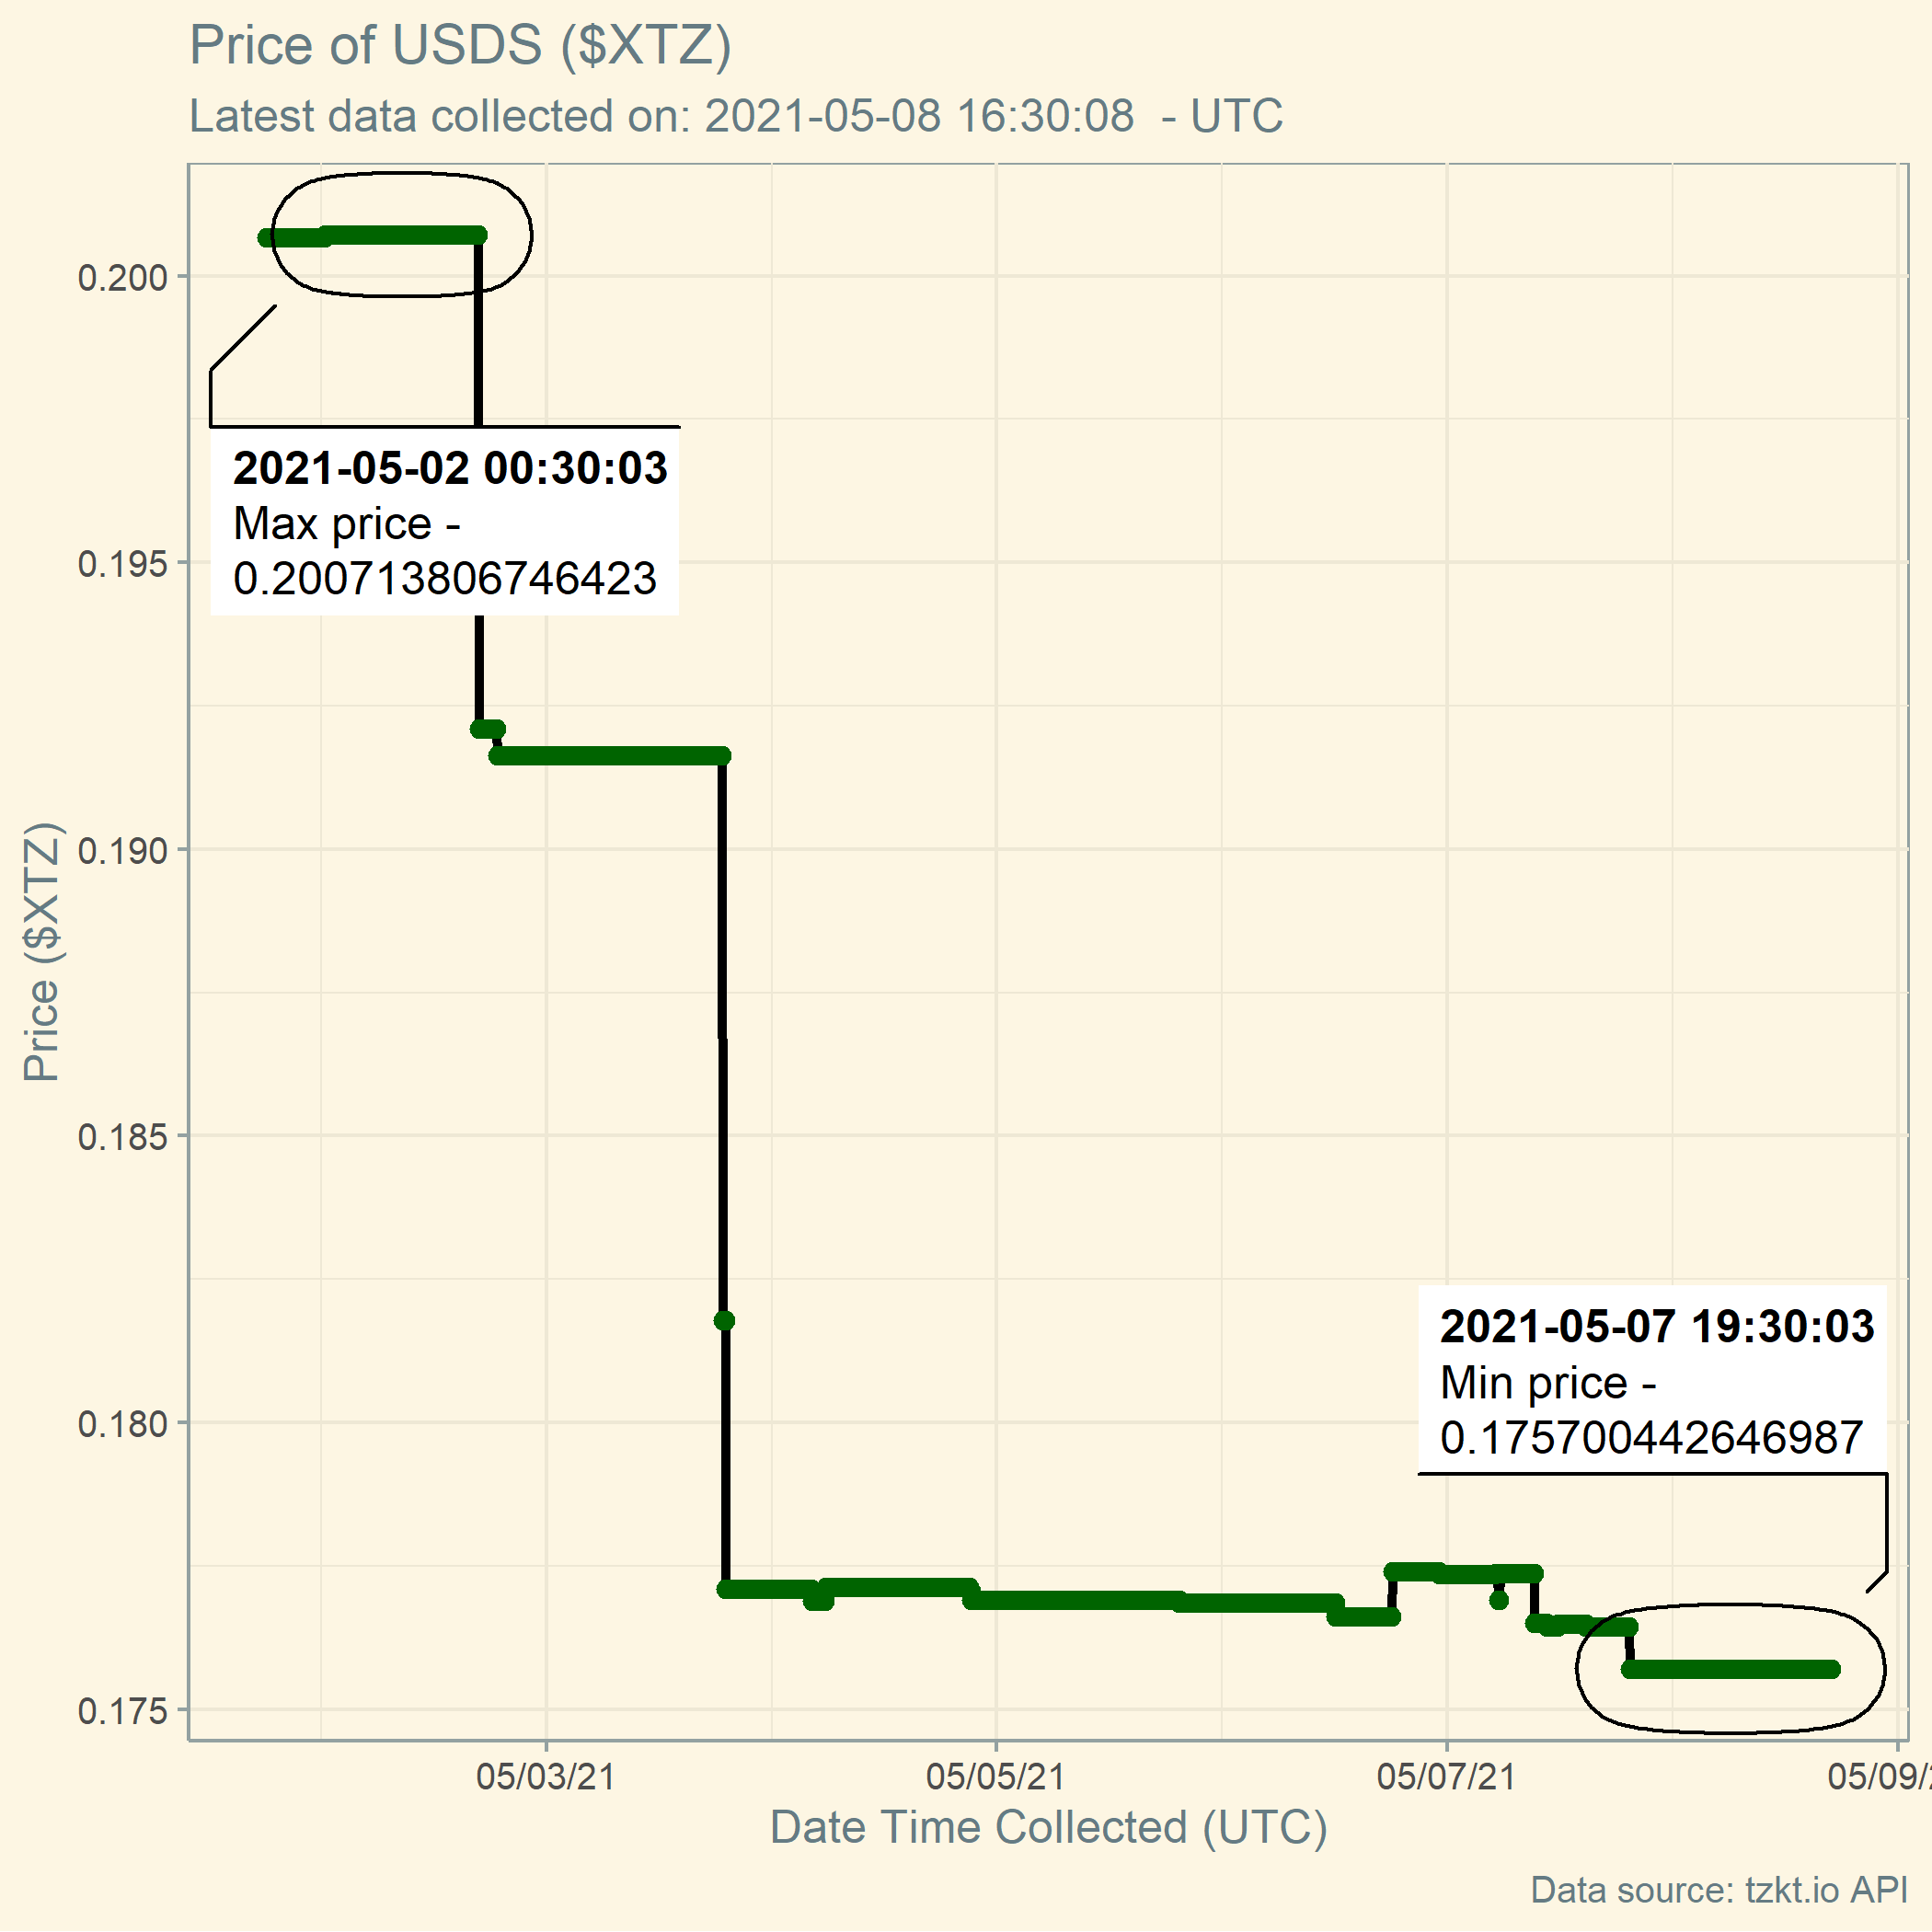 Price of USDS ($XTZ)
Latest data collected on: 2021-05-08 16:30:08  - UTC
0.200
2021-05-02 00:30:03
Max price -
0.200713806746423
0.195
0.190
Price ($XTZ)
0.185
2021-05-07 19:30:03
Min price -
0.175700442646987
0.180
0.175
05/03/21 05/05/21 05/07/21 05/09/2
Date Time Collected (UTC)
Data source: tzkt.io API